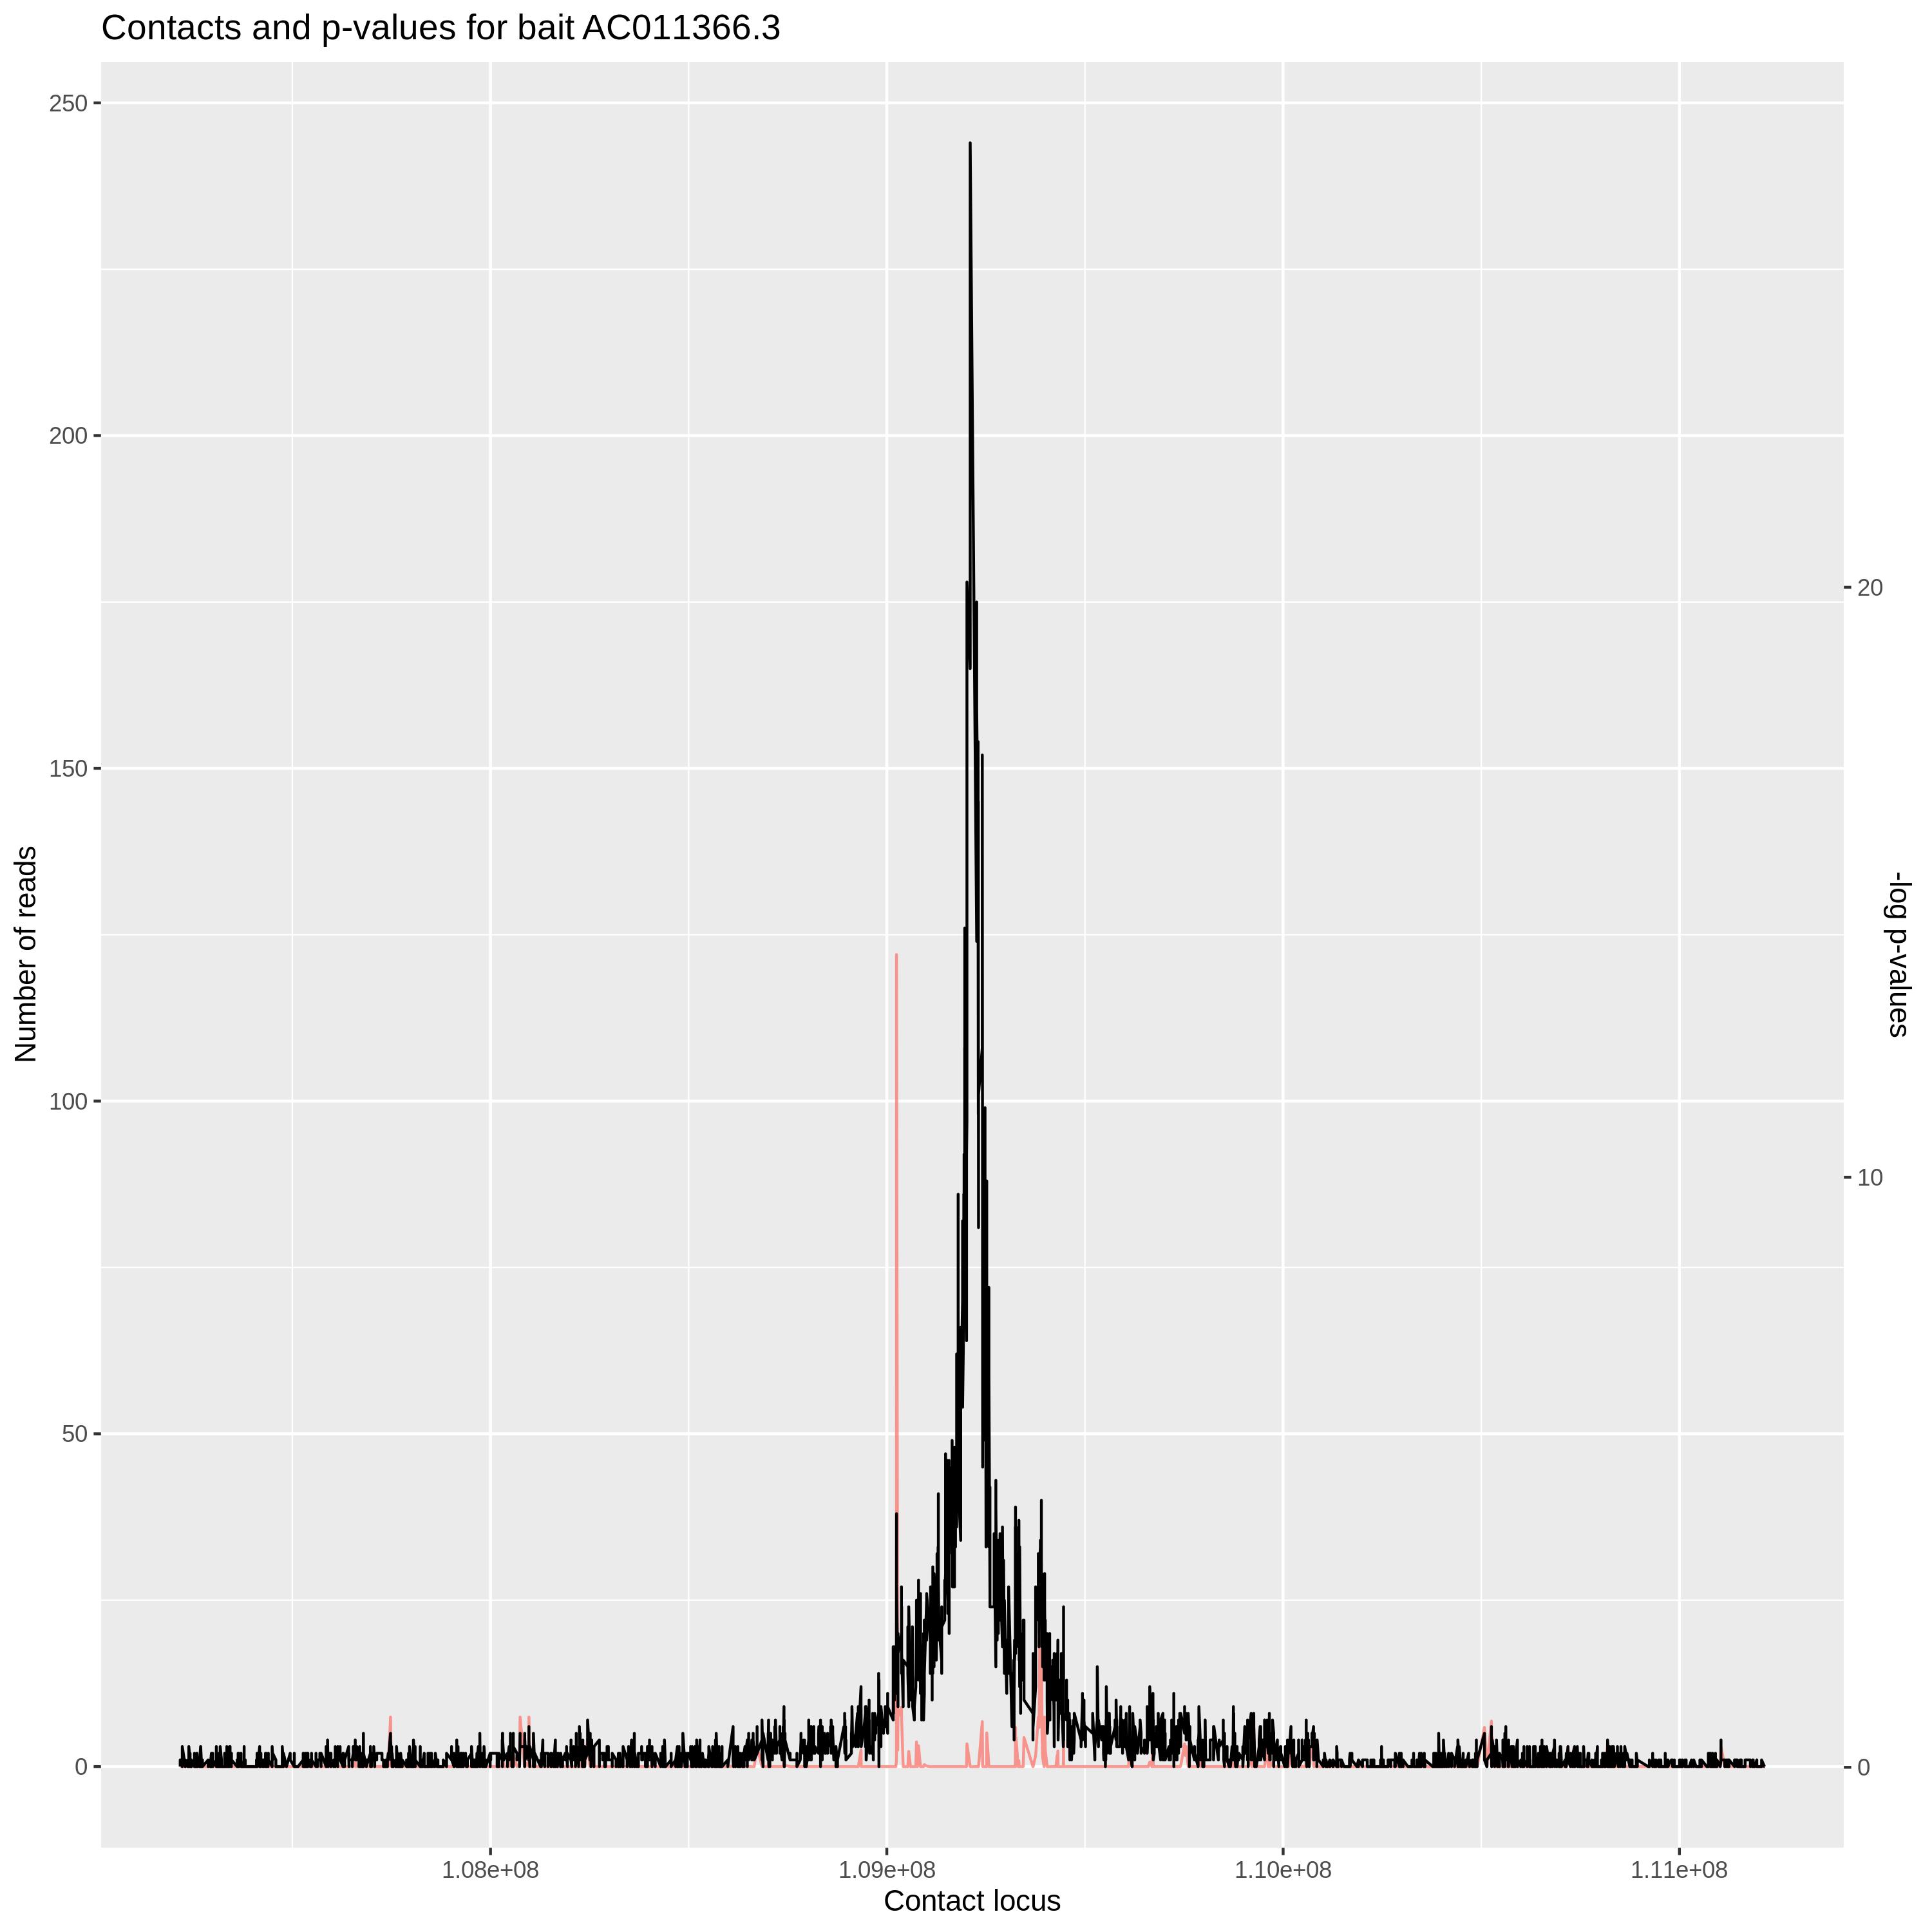 Contacts and p-values for bait AC011366.3
250
200
150
100
50
0
Number of reads
20
10
0
-log p-values
1.08e+08
1.09e+08
1.10e+08
1.11e+08
Contact locus